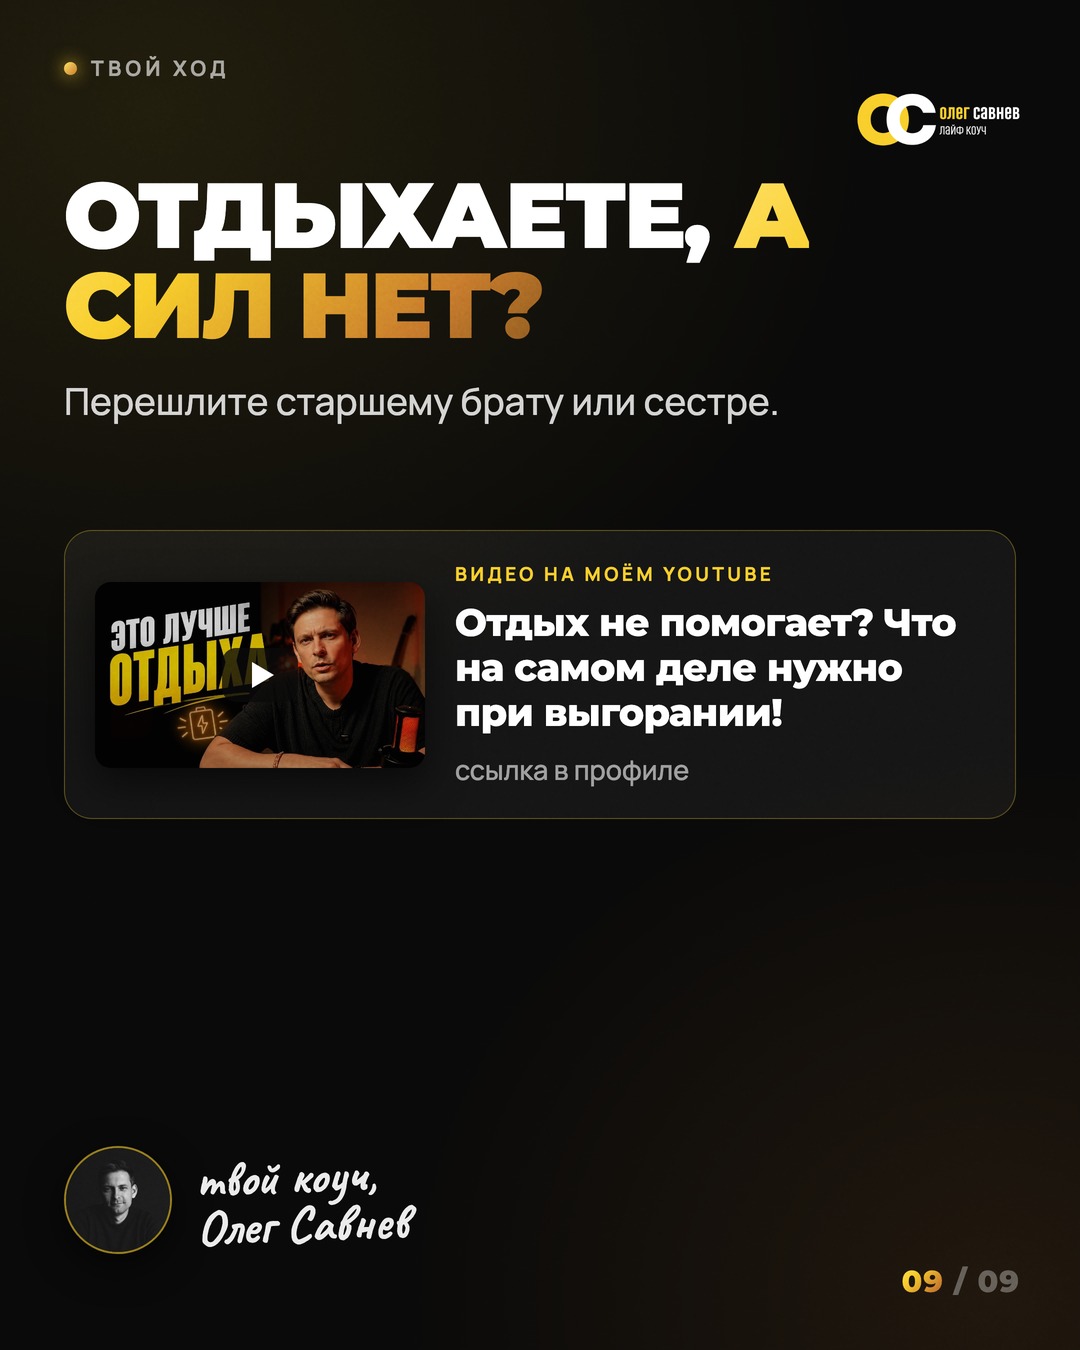 ТВОЙ ХОД
олег савнев
ЛАЙФ КОУЧ
ОТДЫХАЕТЕ, А
СИЛ НЕТ?
Перешлите старшему брату или сестре.
ЭТО ЛУЧШЕ
ОТДЫХА
ВИДЕО НА МОЁМ YOUTUBE
Отдых не помогает? Что
на самом деле нужно
при выгорании!
ссылка в профиле
твой коуч,
Олег Савнев
09 / 09